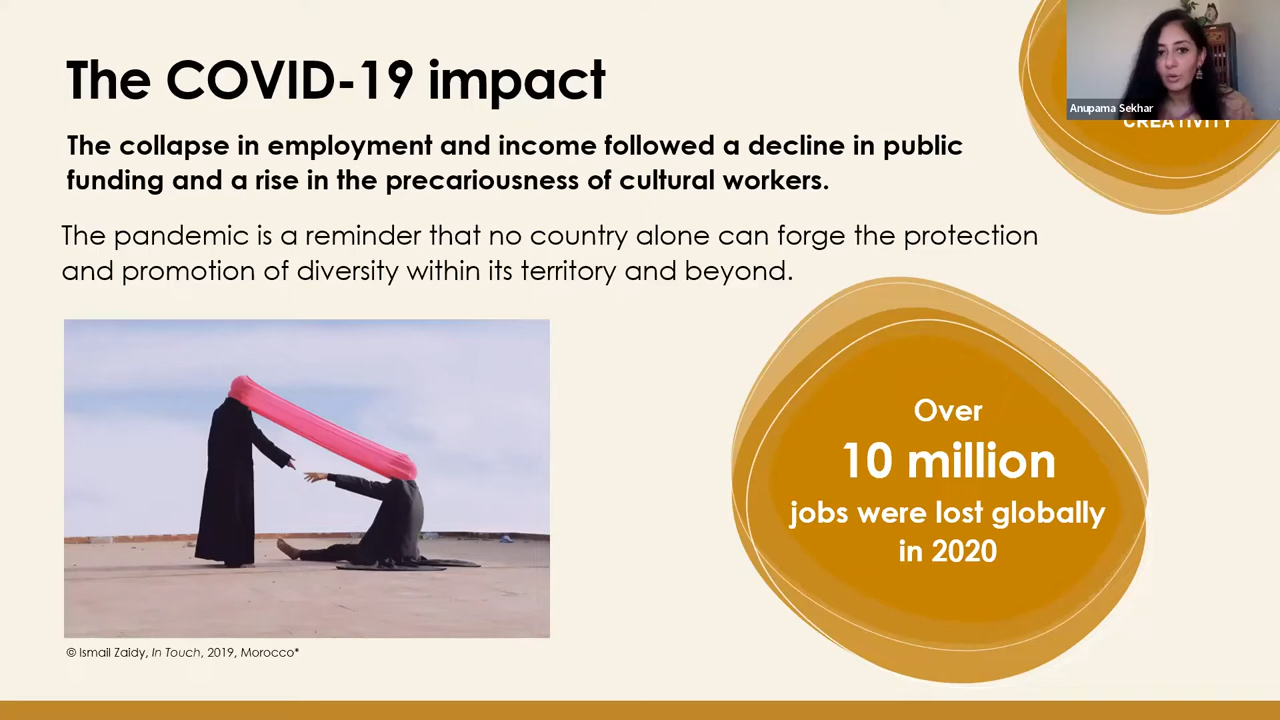 The COVID-19 impact
Anupama Sekhar
CREATIVITY
The collapse in employment and income followed a decline in public
funding and a rise in the precariousness of cultural workers.
The pandemic is a reminder that no country alone can forge the protection
and promotion of diversity within its territory and beyond.
Over
10 million
jobs were lost globally
in 2020
© Ismail Zaidy, In Touch, 2019, Morocco*